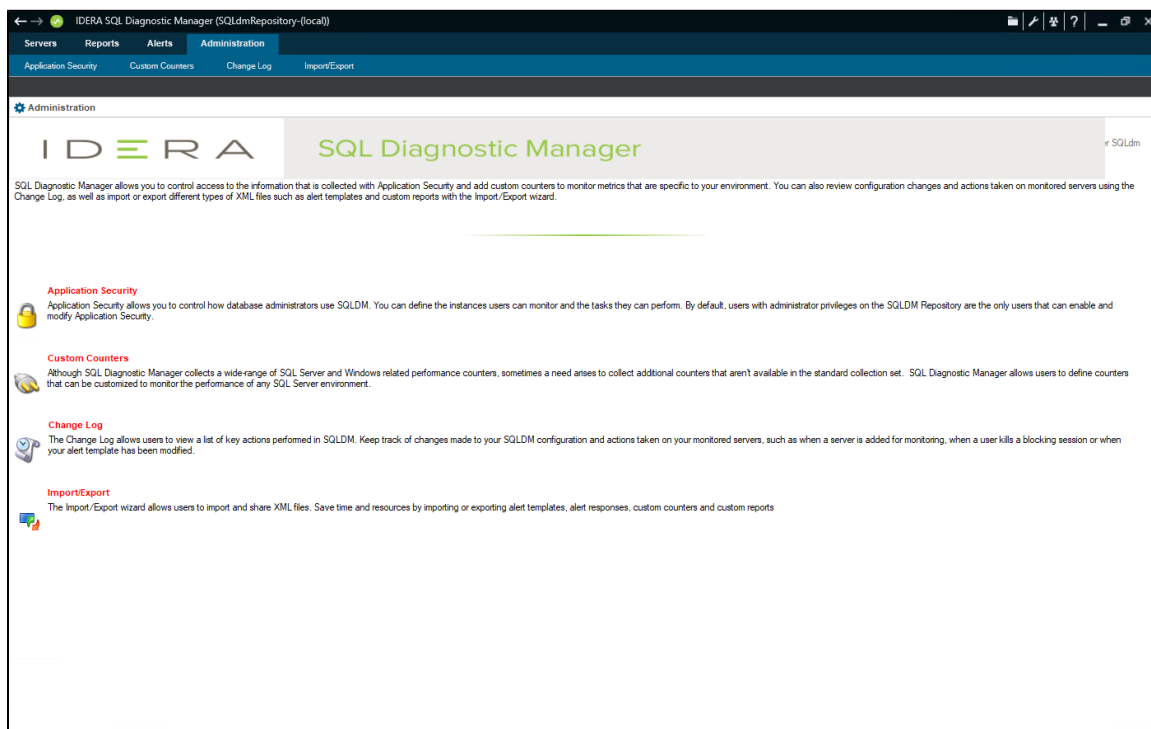 IDERA SQL Diagnostic Manager (SQLdmRepository-(local))
Servers Reports Alerts Administration
Application Security Custom Counters Change Log Import/Export
Administration
IDERA SQL Diagnostic Manager
r SQLdm
SQL Diagnostic Manager allows you to control access to the information that is collected with Application Security and add custom counters to monitor metrics that are specific to your environment. You can also review configuration changes and actions taken on monitored servers using the
Change Log, as well as import or export different types of XML files such as alert templates and custom reports with the Import/Export wizard.
Application Security
Application Security allows you to control how database administrators use SQLDM. You can define the instances users can monitor and the tasks they can perform. By default, users with administrator privileges on the SQLDM Repository are the only users that can enable and
modify Application Security.
Custom Counters
Although SQL Diagnostic Manager collects a wide-range of SQL Server and Windows related performance counters, sometimes a need arises to collect additional counters that aren't available in the standard collection set. SQL Diagnostic Manager allows users to define counters
that can be customized to monitor the performance of any SQL Server environment.
Change Log
The Change Log allows users to view a list of key actions performed in SQLDM. Keep track of changes made to your SQLDM configuration and actions taken on your monitored servers, such as when a server is added for monitoring, when a user kills a blocking session or when
your alert template has been modified.
Import/Export
The Import/Export wizard allows users to import and share XML files. Save time and resources by importing or exporting alert templates, alert responses, custom counters and custom reports